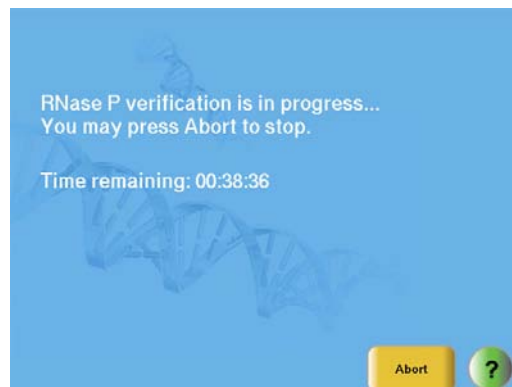 RNase P verification is in progress...
You may press Abort to stop.
Time remaining: 00:38:36
Abort
?